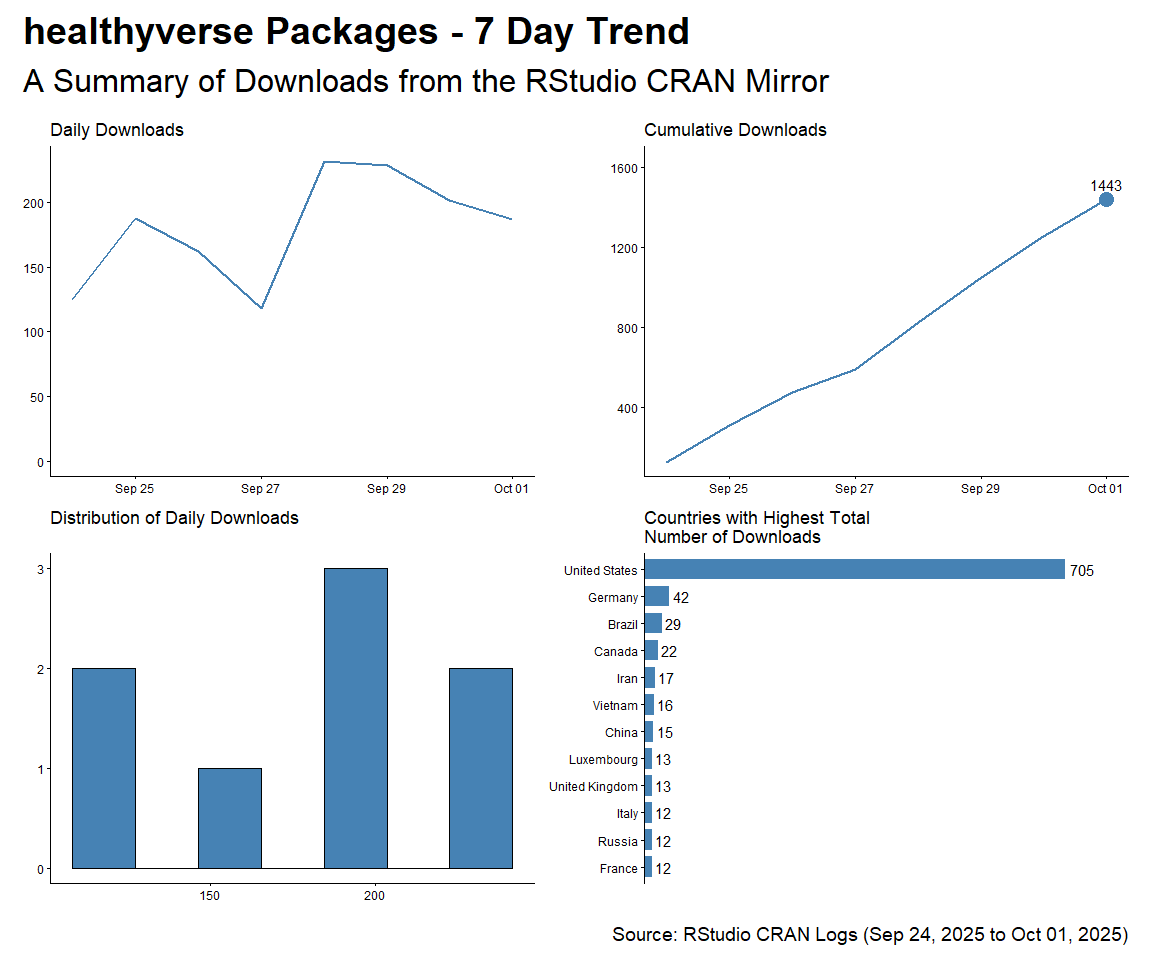 healthyverse Packages - 7 Day Trend
A Summary of Downloads from the RStudio CRAN Mirror
Daily Downloads
200
150
100
50
0
Sep 25
Sep 27
Sep 29
Oct 01
Cumulative Downloads
1600
1200
800
400
1443
Sep 25
Sep 27
Sep 29
Oct 01
Distribution of Daily Downloads
3
2
1
0
150
200
Countries with Highest Total
Number of Downloads
United States 705
Germany 42
Brazil 29
Canada 22
Iran 17
Vietnam 16
China 15
Luxembourg 13
United Kingdom 13
Italy 12
Russia 12
France 12
Source: RStudio CRAN Logs (Sep 24, 2025 to Oct 01, 2025)